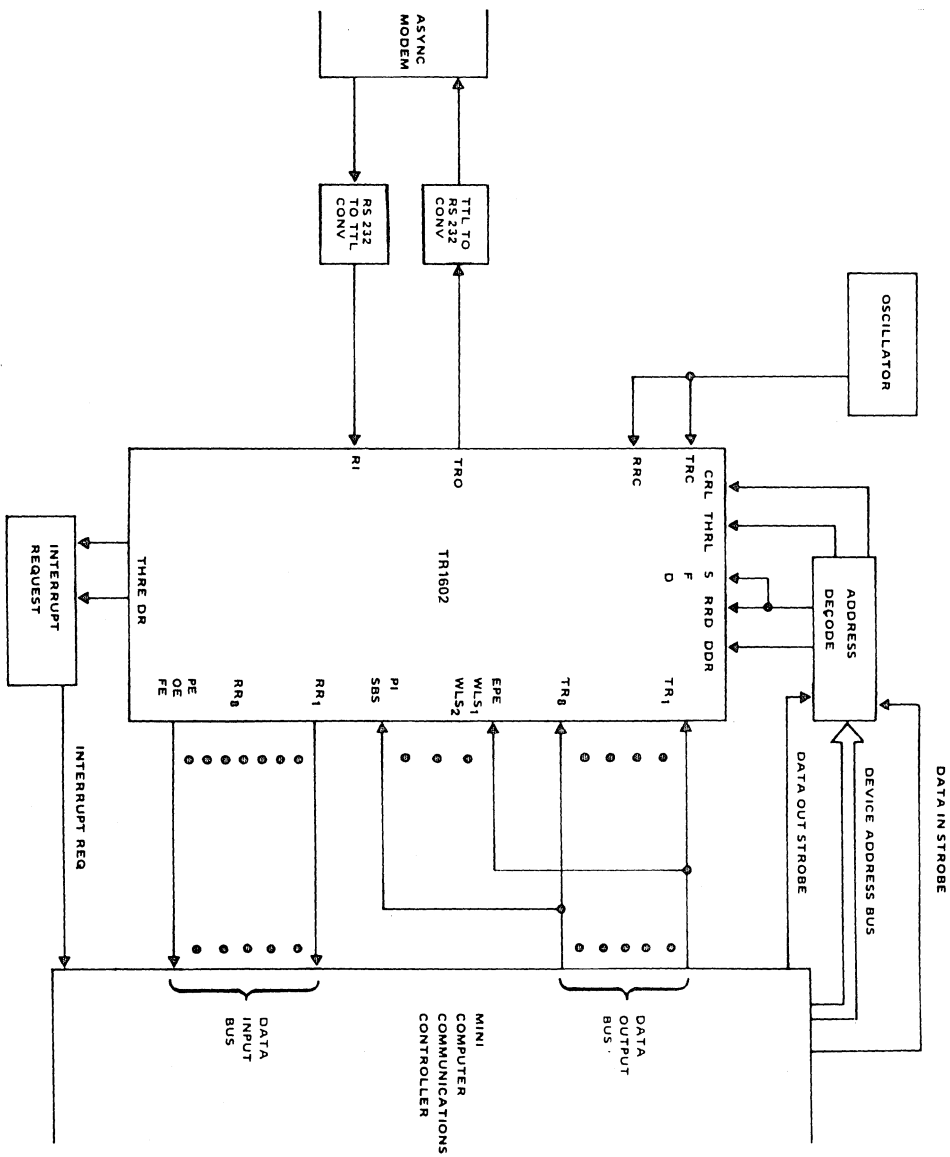 ASYNC
MODEM
RS 232
TO TTL
CONV
TTL TO
RS 232
CONV
OSCILLATOR
RI
TRO
RRC
TRC
CRL
THRL
S
F
D
RRD
DDR
ADDRESS
DECODE
TR1602
THRE DR
INTERRUPT
REQUEST
PE
OE
FE
RR8
RR1
PI
SBS
EPE
WLS1
WLS2
TR8
TR1
INTERRUPT REQ
DATA OUT STROBE
DEVICE ADDRESS BUS
DATA IN STROBE
DATA
INPUT
BUS
DATA
OUTPUT
BUS
MINI
COMPUTER
COMMUNICATIONS
CONTROLLER